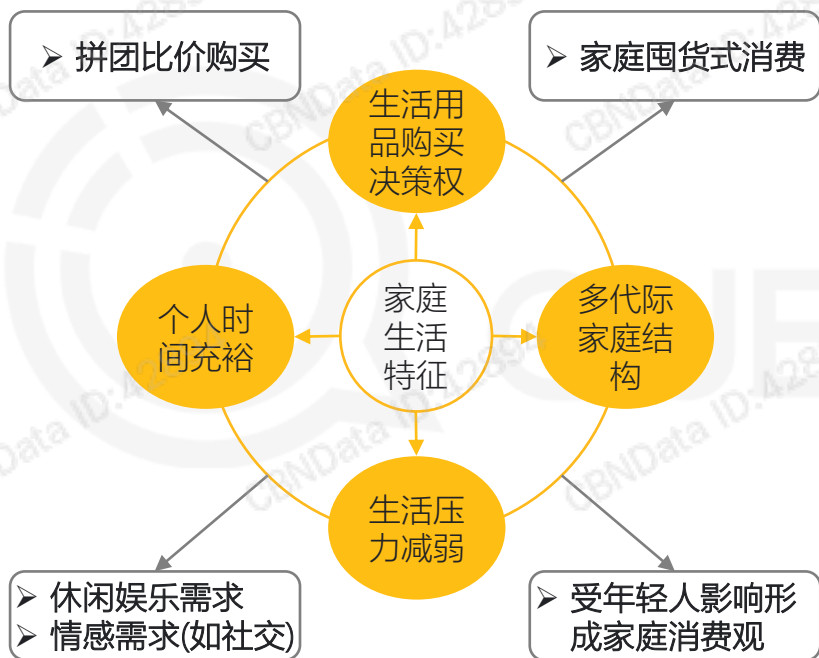 ➢ 拼团比价购买
➢ 家庭囤货式消费
生活用
品购买
决策权
个人时
间充裕
家庭
生活
特征
多代际
家庭结
构
生活压
力减弱
➢ 休闲娱乐需求
➢ 情感需求(如社交)
➢ 受年轻人影响形
成家庭消费观